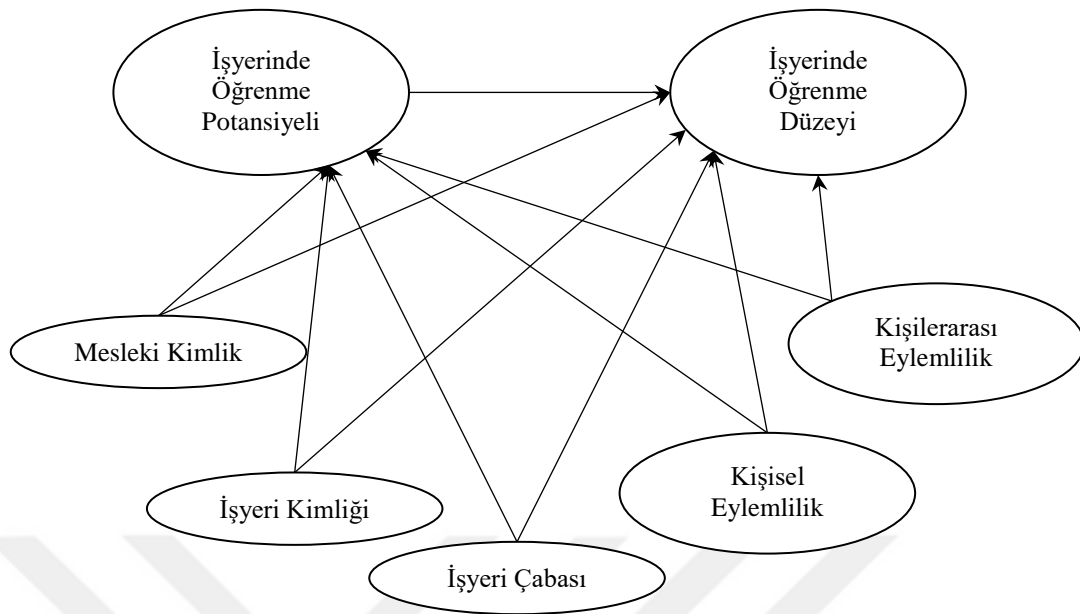 İşyerinde
Öğrenme
Potansiyeli
İşyerinde
Öğrenme
Düzeyi
Mesleki Kimlik
Kişilerarası
Eylemlilik
İşyeri Kimliği
Kişisel
Eylemlilik
İşyeri Çabası